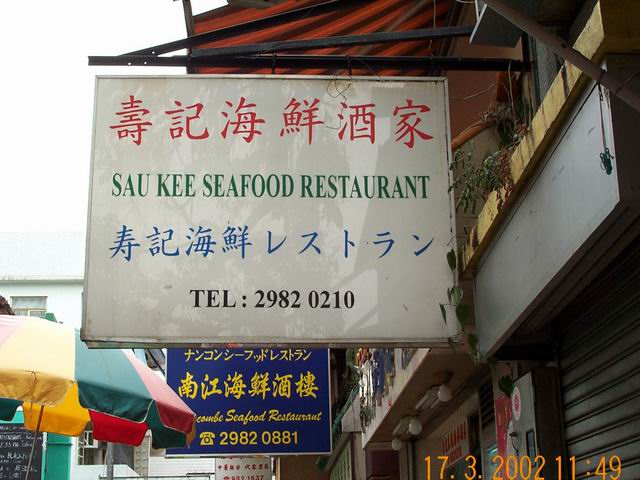 壽記海鮮酒家
SAU KEE SEAFOOD RESTAURANT
寿記海鮮レストラン
TEL : 2982 0210
ナンコンシーフッドレストラン
南江海鮮酒樓
combe Seafood Restaurant
☎ 2982 0881
17. 3. 2002 11:49